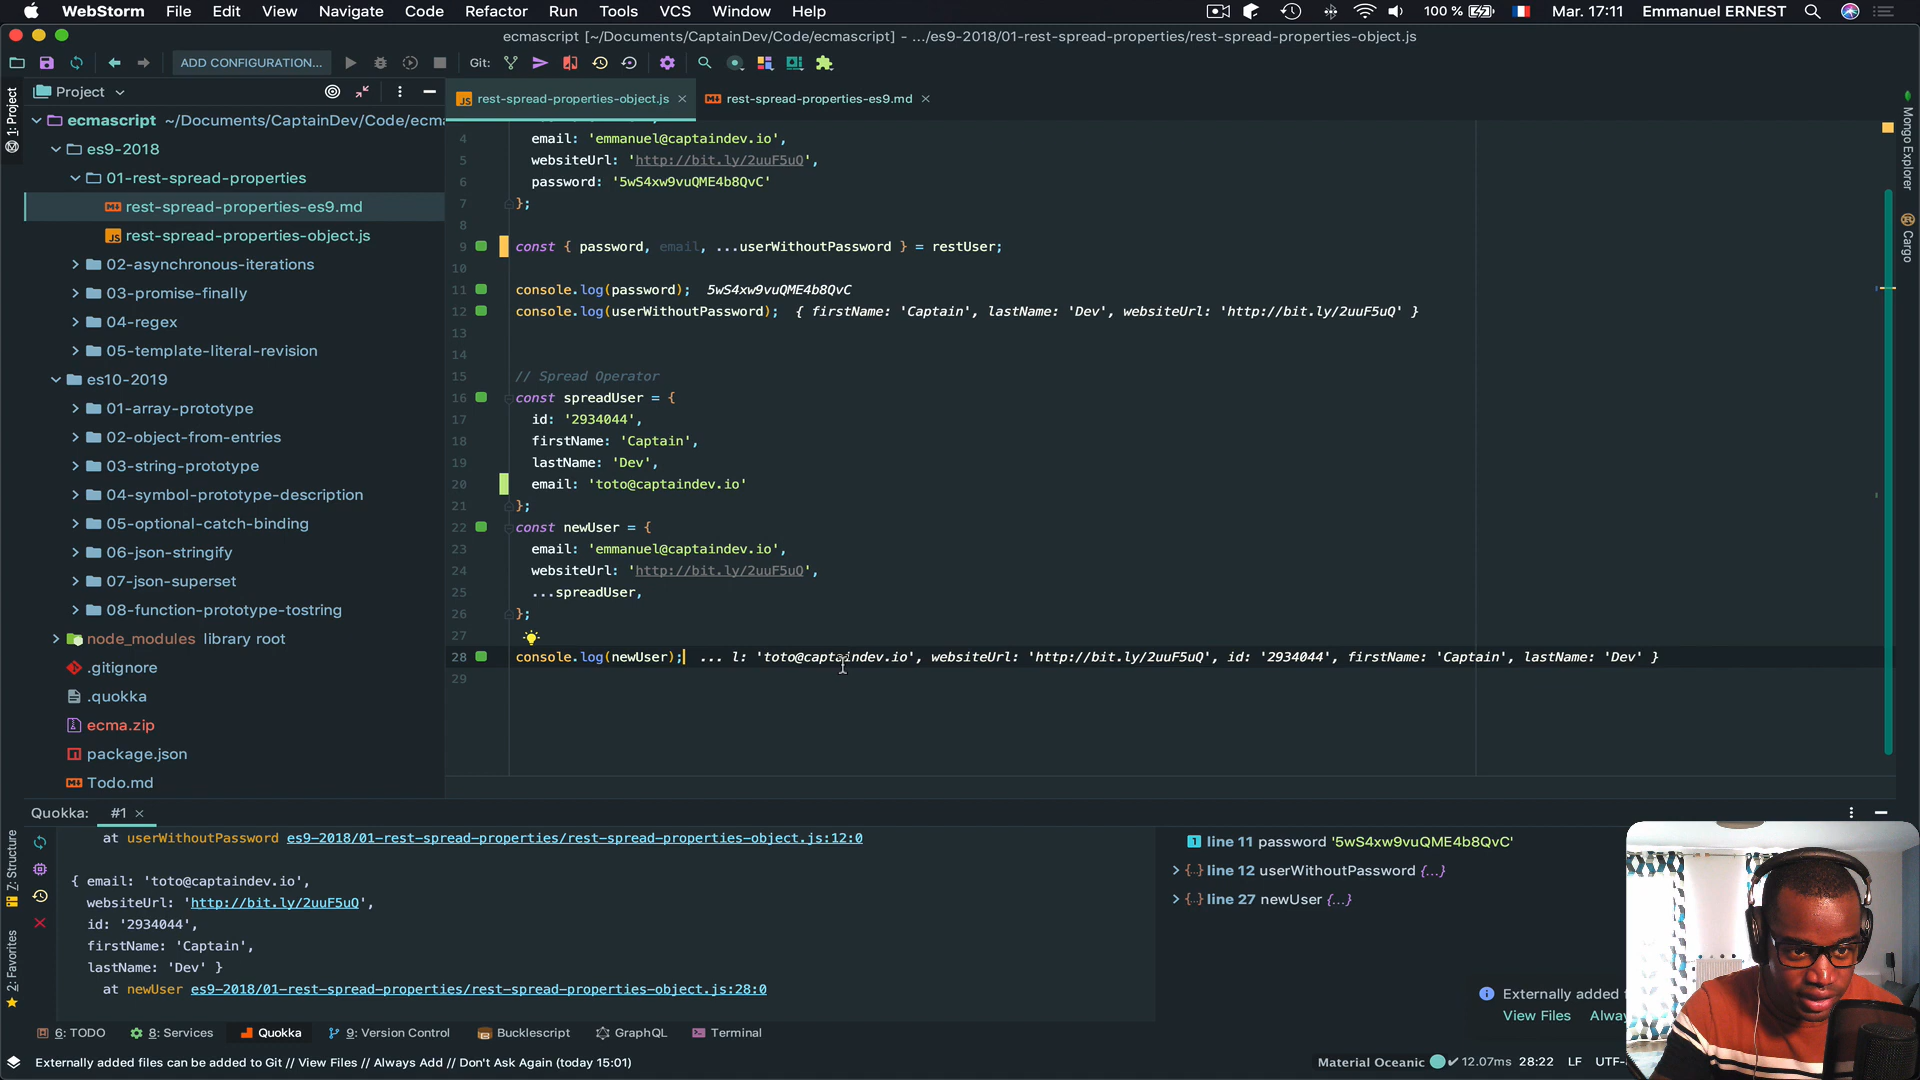 WebStorm File Edit View Navigate Code Refactor Run Tools VCS Window Help 100 % Mar. 17:11 Emmanuel ERNEST
ecmascript [~/Documents/CaptainDev/Code/ecmascript] – .../es9-2018/01-rest-spread-properties/rest-spread-properties-object.js
ADD CONFIGURATION... Git:
1: Project
Project
rest-spread-properties-object.js
rest-spread-properties-es9.md
ecmascript ~/Documents/CaptainDev/Code/ecma
es9-2018
01-rest-spread-properties
rest-spread-properties-es9.md
rest-spread-properties-object.js
02-asynchronous-iterations
03-promise-finally
04-regex
05-template-literal-revision
es10-2019
01-array-prototype
02-object-from-entries
03-string-prototype
04-symbol-prototype-description
05-optional-catch-binding
06-json-stringify
07-json-superset
08-function-prototype-tostring
node_modules library root
.gitignore
.quokka
ecma.zip
package.json
Todo.md
4 email: 'emmanuel@captaindev.io',
5 websiteUrl: 'http://bit.ly/2uuF5uQ',
6 password: '5wS4xw9vuQME4b8QvC'
7 };
8
9 const { password, email, ...userWithoutPassword } = restUser;
10
11 console.log(password); 5wS4xw9vuQME4b8QvC
12 console.log(userWithoutPassword); { firstName: 'Captain', lastName: 'Dev', websiteUrl: 'http://bit.ly/2uuF5uQ' }
13
14
15 // Spread Operator
16 const spreadUser = {
17 id: '2934044',
18 firstName: 'Captain',
19 lastName: 'Dev',
20 email: 'toto@captaindev.io'
21 };
22 const newUser = {
23 email: 'emmanuel@captaindev.io',
24 websiteUrl: 'http://bit.ly/2uuF5uQ',
25 ...spreadUser,
26 };
27
28 console.log(newUser); ... l: 'toto@captaindev.io', websiteUrl: 'http://bit.ly/2uuF5uQ', id: '2934044', firstName: 'Captain', lastName: 'Dev' }
29
Mongo Explorer
Cargo
Quokka: #1
Z: Structure
2: Favorites
at userWithoutPassword es9-2018/01-rest-spread-properties/rest-spread-properties-object.js:12:0
{ email: 'toto@captaindev.io',
websiteUrl: 'http://bit.ly/2uuF5uQ',
id: '2934044',
firstName: 'Captain',
lastName: 'Dev' }
at newUser es9-2018/01-rest-spread-properties/rest-spread-properties-object.js:28:0
line 11 password '5wS4xw9vuQME4b8QvC'
line 12 userWithoutPassword {...}
line 27 newUser {...}
Externally added f
View Files Alwa
6: TODO 8: Services Quokka 9: Version Control Bucklescript GraphQL Terminal
Externally added files can be added to Git // View Files // Always Add // Don't Ask Again (today 15:01)
Material Oceanic 12.07ms 28:22 LF UTF-